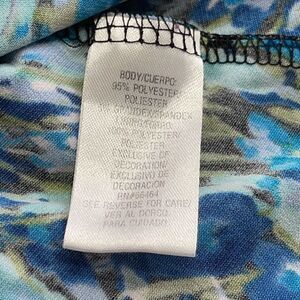 BODY/CUERPO:
95% POLYESTER/
POLIESTER
5% SPANDEX/SPANDEX
100% POLYESTER/
POLIESTER
EXCLUSIVE OF
DECORATION/
EXCLUSIVO DE
DECORACION
SEE REVERSE FOR CARE/
VER AL DORSO
PARA CUIDADO